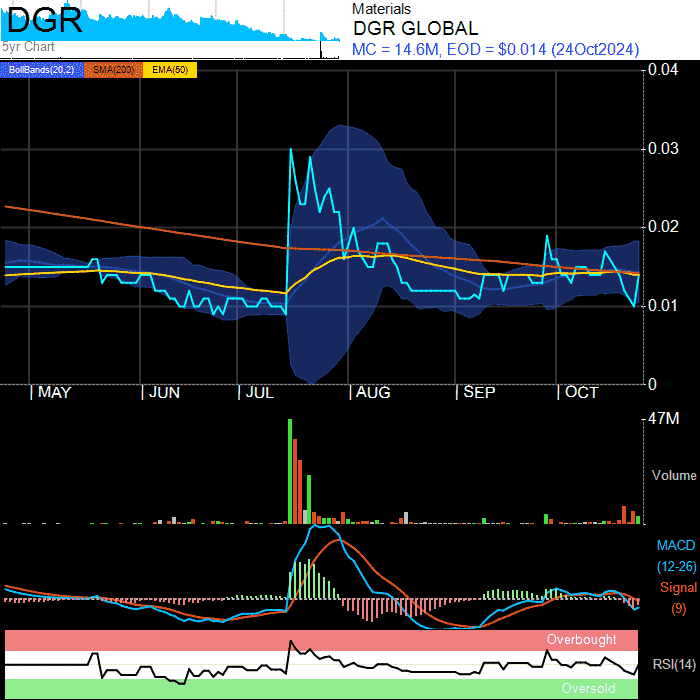 DGR
5yr Chart
Materials
DGR GLOBAL
MC = 14.6M, EOD = $0.014 (24Oct2024)
BollBands(20,2) SMA(200) EMA(50)
0.04
0.03
0.02
0.01
0
MAY JUN JUL AUG SEP OCT
47M
Volume
MACD
(12-26)
Signal
(9)
Overbought
RSI(14)
Oversold